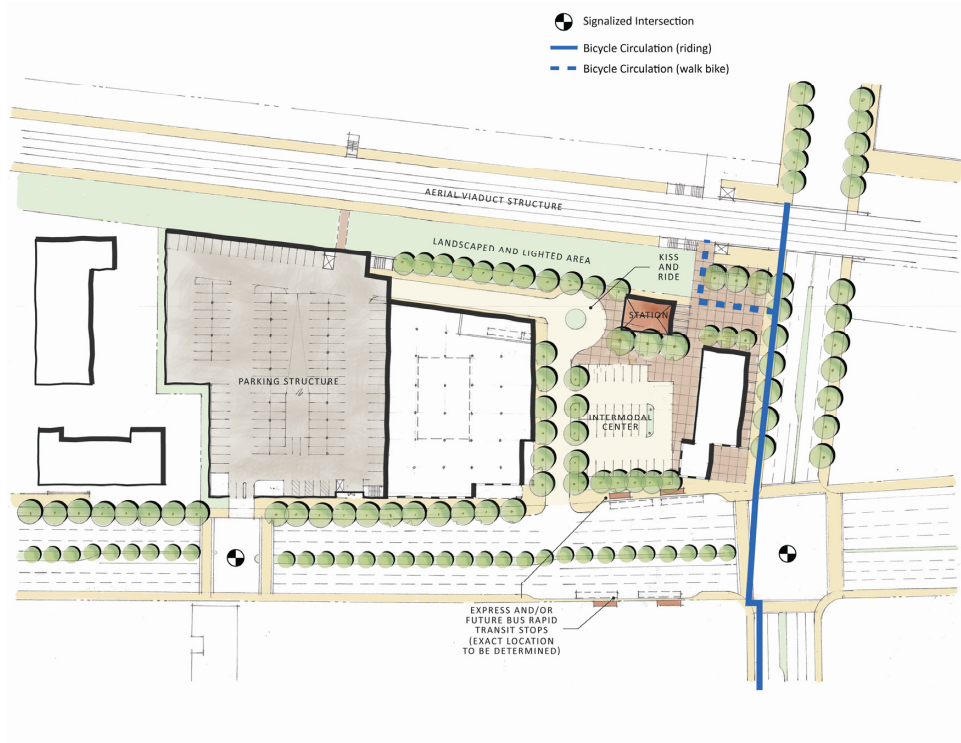 Signalized Intersection
Bicycle Circulation (riding)
Bicycle Circulation (walk bike)
AERIAL VIADUCT STRUCTURE
LANDSCAPED AND LIGHTED AREA
KISS
AND
RIDE
STATION
PARKING STRUCTURE
INTERMODAL
CENTER
EXPRESS AND/OR
FUTURE BUS RAPID
TRANSIT STOPS
(EXACT LOCATION
TO BE DETERMINED)